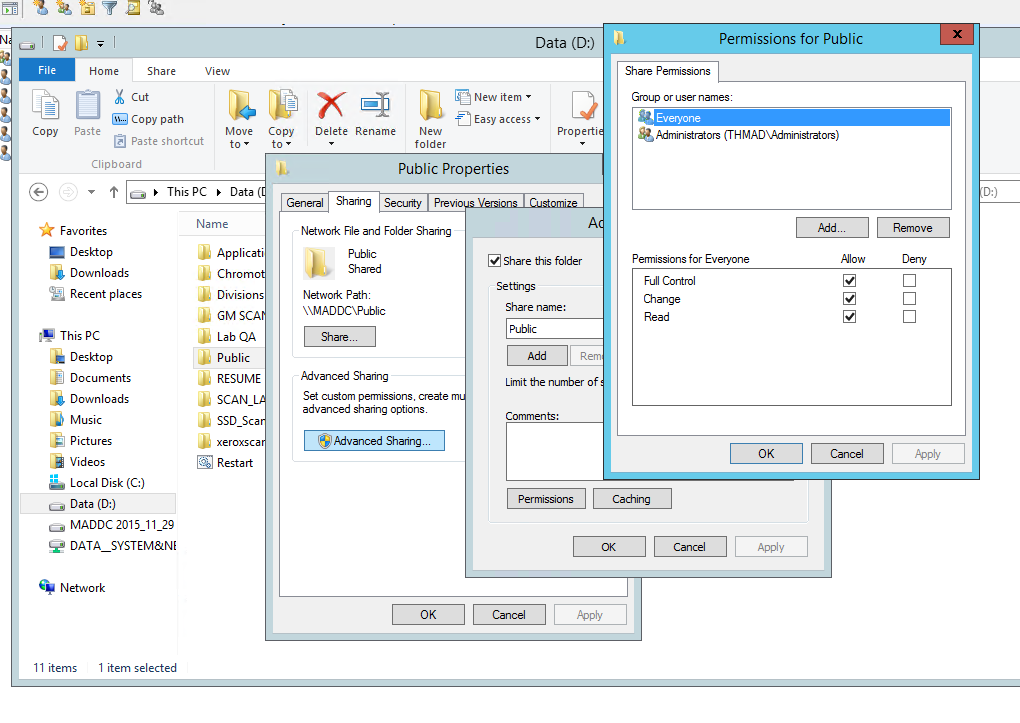 Na
Data (D:)
File
Home
Share
View
Copy
Paste
Cut
Copy path
Paste shortcut
Clipboard
Move
to
Copy
to
Delete
Rename
New
folder
New item
Easy access
Propertie
This PC
Data (D
(D:)
Favorites
Desktop
Downloads
Recent places
This PC
Desktop
Documents
Downloads
Music
Pictures
Videos
Local Disk (C:)
Data (D:)
MADDC 2015_11_29
DATA__SYSTEM&NE
Network
Name
Applicati
Chromot
Divisions
GM SCAN
Lab QA
Public
RESUME
SCAN_LA
SSD_Scan
xeroxscan
Restart
11 items
1 item selected
Public Properties
General
Sharing
Security
Previous Versions
Customize
Network File and Folder Sharing
Public
Shared
Network Path:
\\MADDC\Public
Share...
Advanced Sharing
Set custom permissions, create mu
advanced sharing options.
Advanced Sharing...
OK
Cancel
Apply
Ad
Share this folder
Settings
Share name:
Public
Add
Remo
Limit the number of s
Comments:
Permissions
Caching
OK
Cancel
Apply
Permissions for Public
x
Share Permissions
Group or user names:
Everyone
Administrators (THMAD\Administrators)
Add...
Remove
Permissions for Everyone
Allow
Deny
Full Control
Change
Read
OK
Cancel
Apply